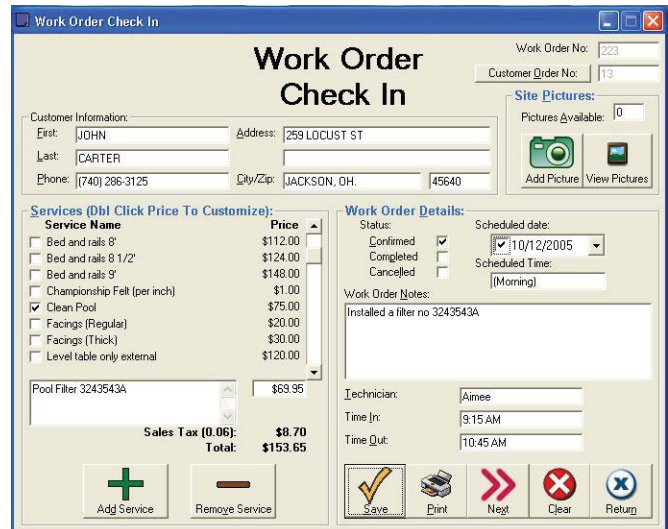 Work Order Check In
Work Order
Check In
Work Order No: 223
Customer Order No: 13
Site Pictures:
Pictures Available: 0
Add Picture View Pictures
Customer Information:
First: JOHN
Address: 259 LOCUST ST
Last: CARTER
Phone: (740) 286-3125
City/Zip: JACKSON, OH. 45640
Services (Dbl Click Price To Customize):
Service Name Price
Bed and rails 8' $112.00
Bed and rails 8 1/2' $124.00
Bed and rails 9' $148.00
Championship Felt (per inch) $1.00
Clean Pool $75.00
Facings (Regular) $20.00
Facings (Thick) $30.00
Level table only external $120.00
Pool Filter 3243543A $69.95
Sales Tax (0.06): $8.70
Total: $153.65
Add Service Remove Service
Work Order Details:
Status:
Confirmed
Completed
Cancelled
Scheduled date:
10/12/2005
Scheduled Time:
(Morning)
Work Order Notes:
Installed a filter no 3243543A
Technician: Aimee
Time In: 9:15 AM
Time Out: 10:45 AM
Save Print Next Clear Return